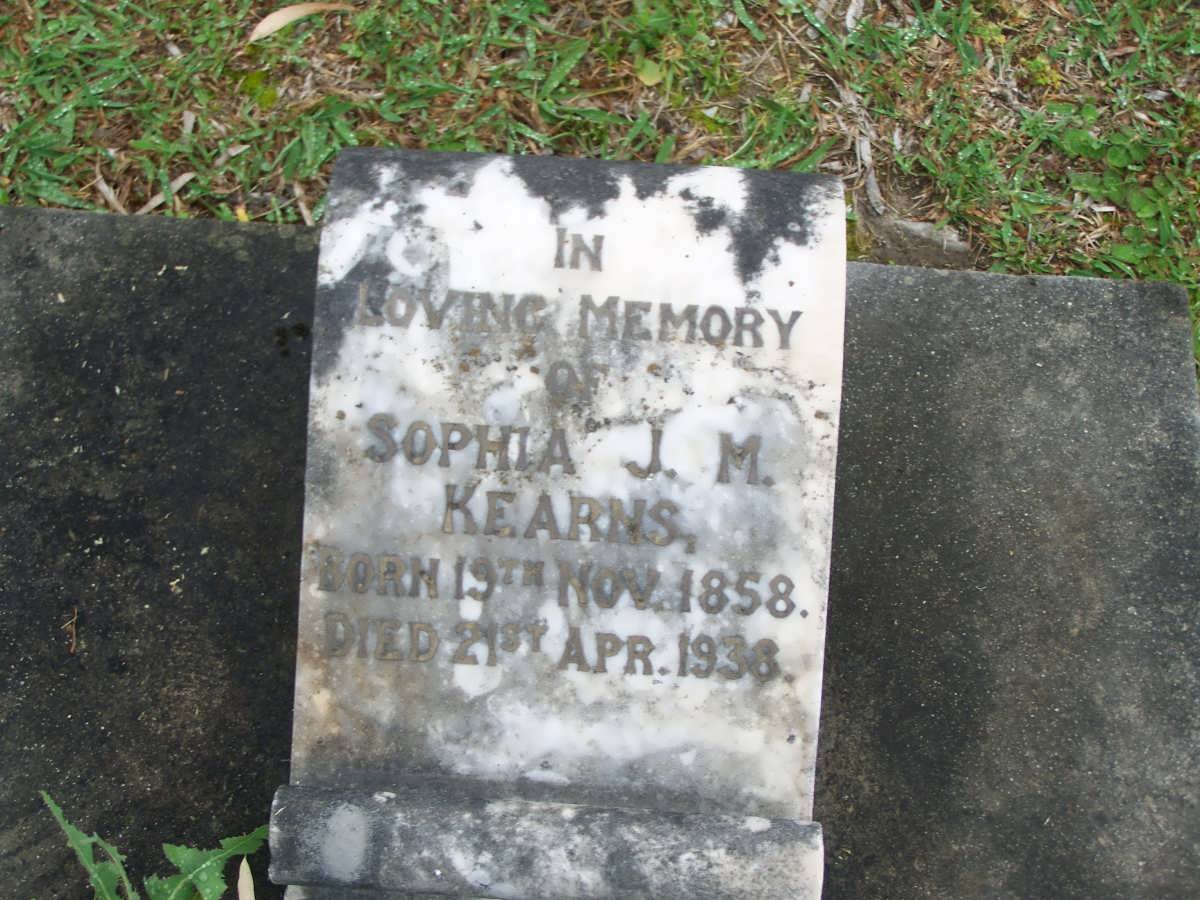 IN
LOVING MEMORY
OF
SOPHIA J. M.
KEARNS,
BORN 19TH NOV. 1858.
DIED 21ST APR. 1938.